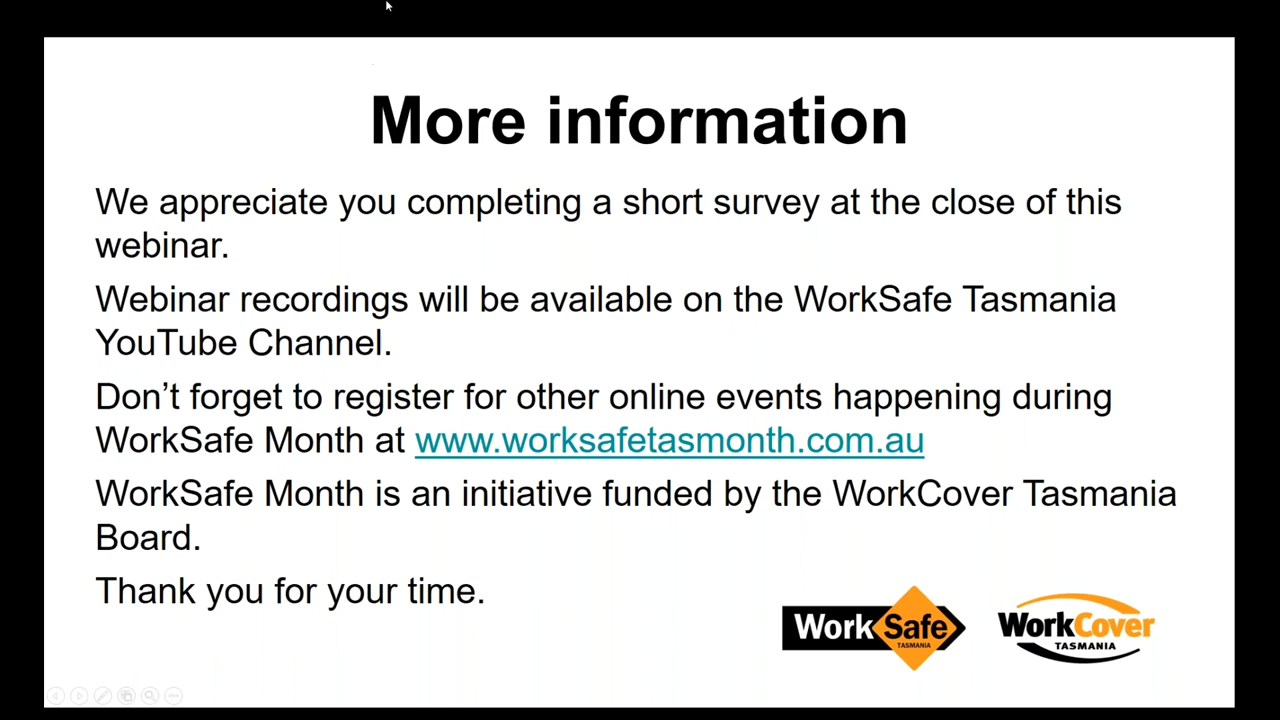 More information
We appreciate you completing a short survey at the close of this
webinar.
Webinar recordings will be available on the WorkSafe Tasmania
YouTube Channel.
Don’t forget to register for other online events happening during
WorkSafe Month at www.worksafetasmonth.com.au
WorkSafe Month is an initiative funded by the WorkCover Tasmania
Board.
Thank you for your time.
WorkSafe
TASMANIA
WorkCover
TASMANIA